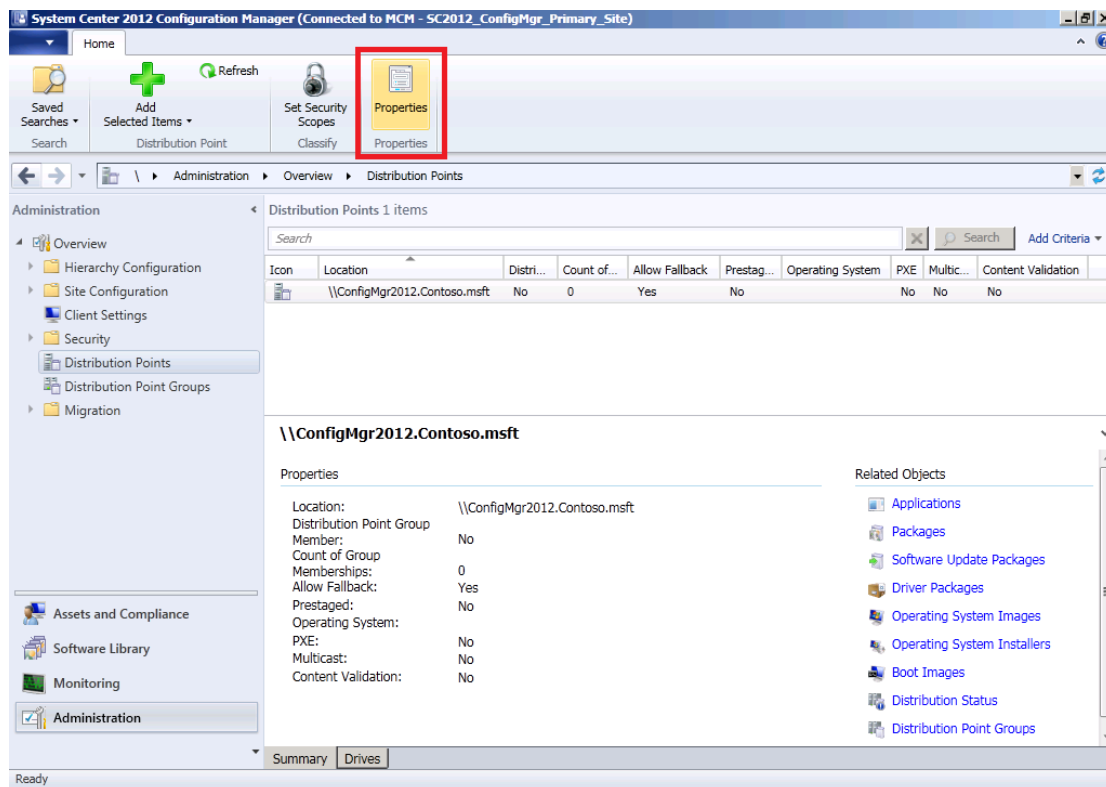 System Center 2012 Configuration Manager (Connected to MCM - SC2012_ConfigMgr_Primary_Site)
Home
Saved Searches
Add Selected Items
Refresh
Set Security Scopes
Properties
Search
Distribution Point
Classify
Properties
\ Administration Overview Distribution Points
Administration
Overview
Hierarchy Configuration
Site Configuration
Client Settings
Security
Distribution Points
Distribution Point Groups
Migration
Assets and Compliance
Software Library
Monitoring
Administration
Distribution Points 1 items
Search
Search
Add Criteria
Icon Location Distri... Count of... Allow Fallback Prestag... Operating System PXE Multic... Content Validation
\\ConfigMgr2012.Contoso.msft No 0 Yes No No No No
\\ConfigMgr2012.Contoso.msft
Properties
Location: \\ConfigMgr2012.Contoso.msft
Distribution Point Group
Member: No
Count of Group
Memberships: 0
Allow Fallback: Yes
Prestaged: No
Operating System:
PXE: No
Multicast: No
Content Validation: No
Related Objects
Applications
Packages
Software Update Packages
Driver Packages
Operating System Images
Operating System Installers
Boot Images
Distribution Status
Distribution Point Groups
Summary Drives
Ready